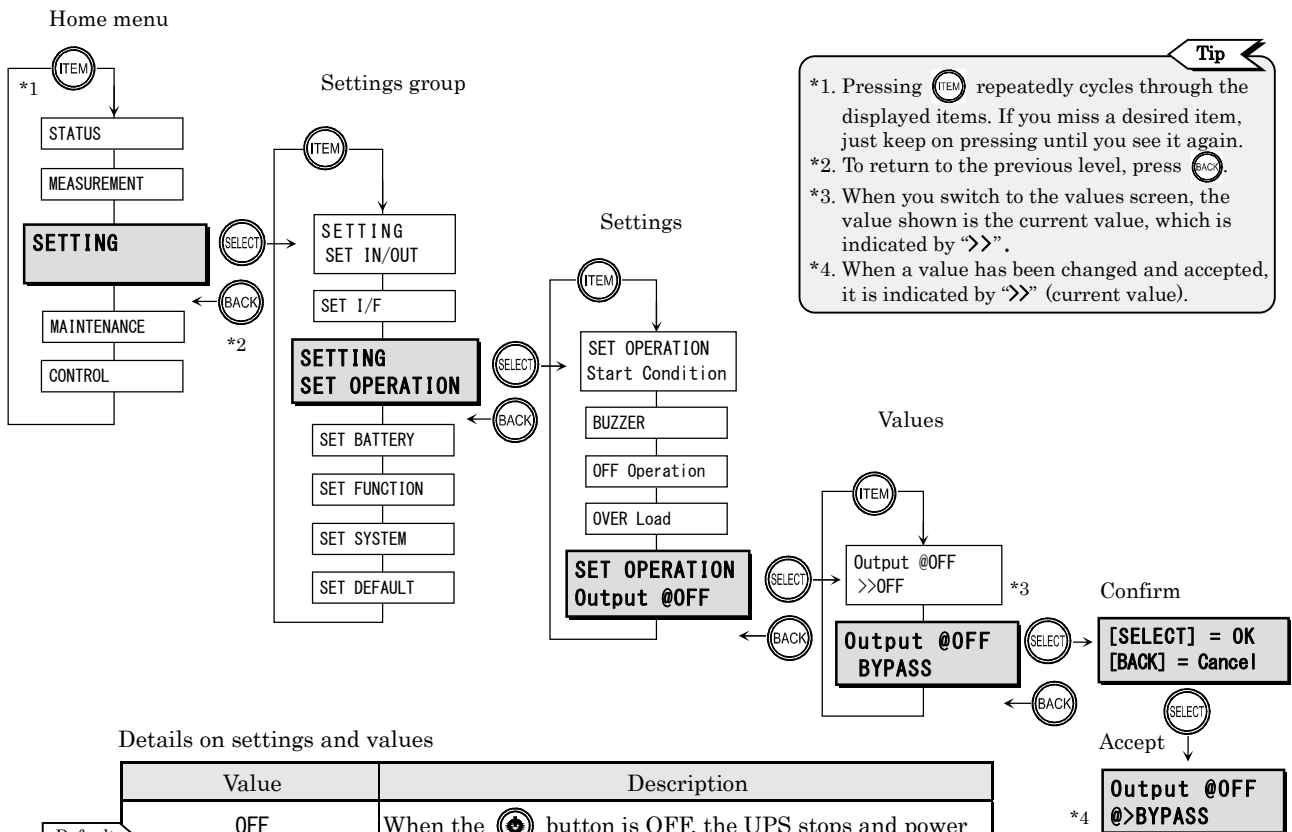 Home menu
ITEM
*1
STATUS
MEASUREMENT
SETTING
SELECT
BACK
*2
MAINTENANCE
CONTROL
Settings group
ITEM
SETTING
SET IN/OUT
SET I/F
SETTING
SET OPERATION
SELECT
BACK
SET BATTERY
SET FUNCTION
SET SYSTEM
SET DEFAULT
Settings
ITEM
SET OPERATION
Start Condition
BUZZER
OFF Operation
OVER Load
SET OPERATION
Output @OFF
SELECT
BACK
Values
ITEM
Output @OFF
>>OFF
*3
Output @OFF
BYPASS
SELECT
BACK
Confirm
[SELECT] = OK
[BACK] = Cancel
SELECT
Accept
Output @OFF
@>BYPASS
*4
Tip
*1. Pressing ITEM repeatedly cycles through the
displayed items. If you miss a desired item,
just keep on pressing until you see it again.
*2. To return to the previous level, press BACK.
*3. When you switch to the values screen, the
value shown is the current value, which is
indicated by “>>”.
*4. When a value has been changed and accepted,
it is indicated by “>>” (current value).
Details on settings and values
Value Description
OFF When the button is OFF, the UPS stops and power